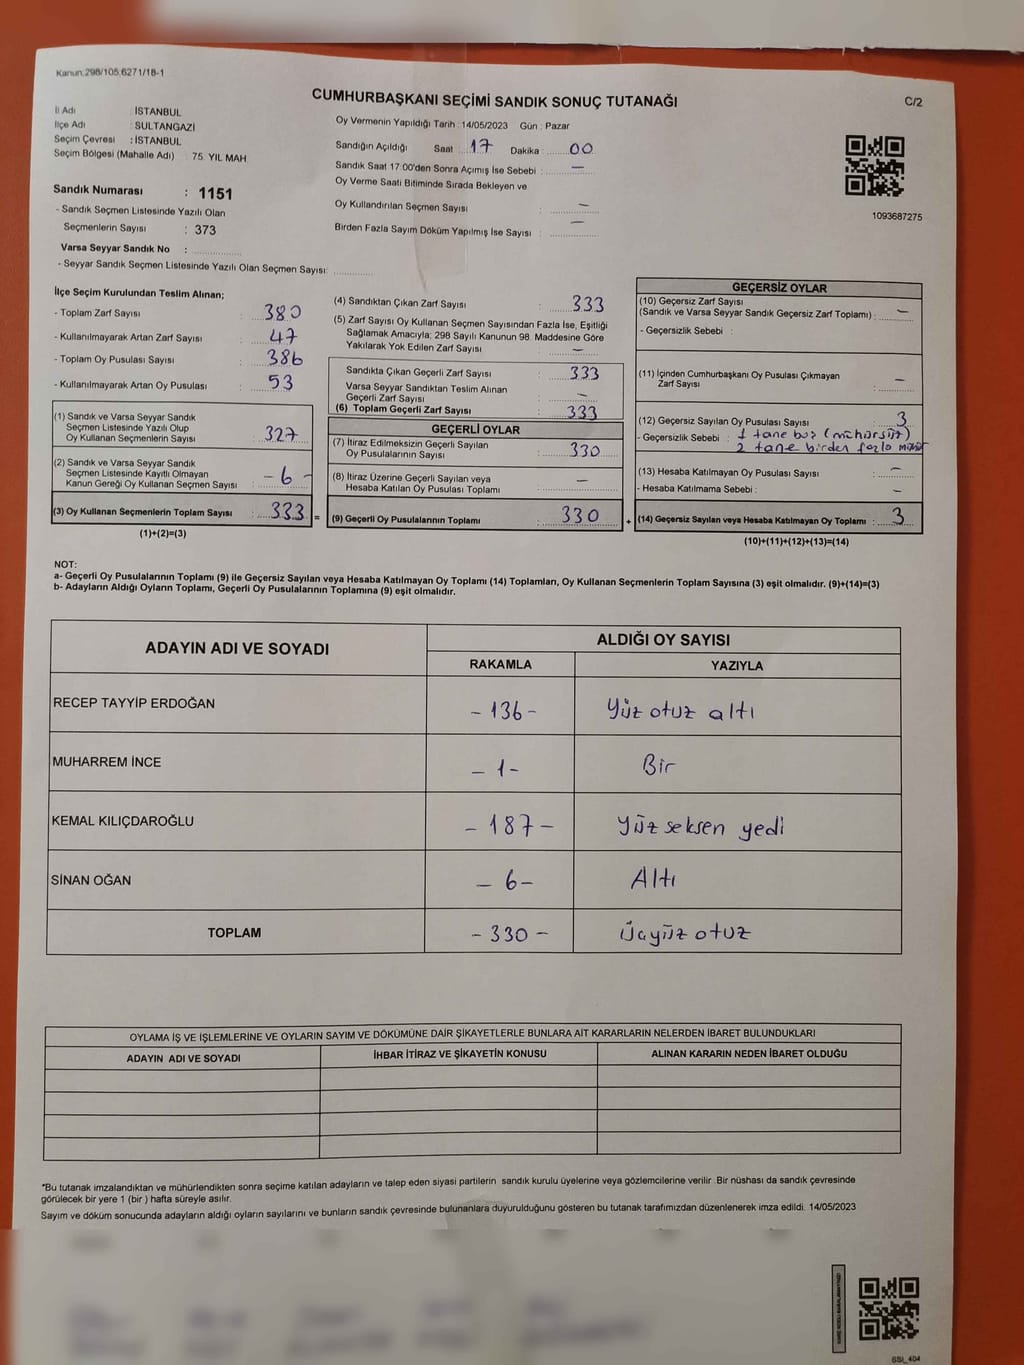 Kanun:298/105,6271/18-1
CUMHURBAŞKANI SEÇİMİ SANDIK SONUÇ TUTANAĞI
C/2
İl Adı : İSTANBUL
İlçe Adı : SULTANGAZİ
Seçim Çevresi : İSTANBUL
Seçim Bölgesi (Mahalle Adı) : 75. YIL MAH.
Sandık Numarası : 1151
- Sandık Seçmen Listesinde Yazılı Olan
Seçmenlerin Sayısı : 373
Varsa Seyyar Sandık No :
- Seyyar Sandık Seçmen Listesinde Yazılı Olan Seçmen Sayısı:
Oy Vermenin Yapıldığı Tarih : 14/05/2023 Gün : Pazar
Sandığın Açıldığı Saat : 17 Dakika : 00
Sandık Saat 17:00'den Sonra Açımış İse Sebebi : —
Oy Verme Saati Bitiminde Sırada Bekleyen ve
Oy Kullandırılan Seçmen Sayısı : —
Birden Fazla Sayım Döküm Yapılmış İse Sayısı : —
1093687275
İlçe Seçim Kurulundan Teslim Alınan;
- Toplam Zarf Sayısı : 380
- Kullanılmayarak Artan Zarf Sayısı : 47
- Toplam Oy Pusulası Sayısı : 386
- Kullanılmayarak Artan Oy Pusulası : 53
(1) Sandık ve Varsa Seyyar Sandık
Seçmen Listesinde Yazılı Olup
Oy Kullanan Seçmenlerin Sayısı : 327
(2) Sandık ve Varsa Seyyar Sandık
Seçmen Listesinde Kayıtlı Olmayan
Kanun Gereği Oy Kullanan Seçmen Sayısı : - 6 -
(3) Oy Kullanan Seçmenlerin Toplam Sayısı : 333 =
(1)+(2)=(3)
(4) Sandıktan Çıkan Zarf Sayısı : 333
(5) Zarf Sayısı Oy Kullanan Seçmen Sayısından Fazla İse, Eşitliği
Sağlamak Amacıyla; 298 Sayılı Kanunun 98. Maddesine Göre
Yakılarak Yok Edilen Zarf Sayısı : —
Sandıkta Çıkan Geçerli Zarf Sayısı : 333
Varsa Seyyar Sandıktan Teslim Alınan
Geçerli Zarf Sayısı : —
(6) Toplam Geçerli Zarf Sayısı : 333
GEÇERLİ OYLAR
(7) İtiraz Edilmeksizin Geçerli Sayılan
Oy Pusulalarının Sayısı : 330
(8) İtiraz Üzerine Geçerli Sayılan veya
Hesaba Katılan Oy Pusulası Toplamı : —
(9) Geçerli Oy Pusulalarının Toplamı : 330 +
GEÇERSİZ OYLAR
(10) Geçersiz Zarf Sayısı
(Sandık ve Varsa Seyyar Sandık Geçersiz Zarf Toplamı) : —
- Geçersizlik Sebebi :
(11) İçinden Cumhurbaşkanı Oy Pusulası Çıkmayan
Zarf Sayısı : —
(12) Geçersiz Sayılan Oy Pusulası Sayısı : 3
- Geçersizlik Sebebi : 1 tane boş (mühürsüz)
2 tane birden fazla mühür
(13) Hesaba Katılmayan Oy Pusulası Sayısı : —
- Hesaba Katılmama Sebebi : —
(14) Geçersiz Sayılan veya Hesaba Katılmayan Oy Toplamı : 3
(10)+(11)+(12)+(13)=(14)
NOT:
a- Geçerli Oy Pusulalarının Toplamı (9) ile Geçersiz Sayılan veya Hesaba Katılmayan Oy Toplamı (14) Toplamları, Oy Kullanan Seçmenlerin Toplam Sayısına (3) eşit olmalıdır. (9)+(14)=(3)
b- Adayların Aldığı Oyların Toplamı, Geçerli Oy Pusulalarının Toplamına (9) eşit olmalıdır.
ADAYIN ADI VE SOYADI
ALDIĞI OY SAYISI
RAKAMLA YAZIYLA
RECEP TAYYİP ERDOĞAN - 136 - Yüz otuz altı
MUHARREM İNCE - 1 - Bir
KEMAL KILIÇDAROĞLU - 187 - Yüz seksen yedi
SİNAN OĞAN - 6 - Altı
TOPLAM - 330 - Üçyüz otuz
OYLAMA İŞ VE İŞLEMLERİNE VE OYLARIN SAYIM VE DÖKÜMÜNE DAİR ŞİKAYETLERLE BUNLARA AİT KARARLARIN NELERDEN İBARET BULUNDUKLARI
ADAYIN ADI VE SOYADI İHBAR İTİRAZ VE ŞİKAYETİN KONUSU ALINAN KARARIN NEDEN İBARET OLDUĞU
*Bu tutanak imzalandıktan ve mühürlendikten sonra seçime katılan adayların ve talep eden siyasi partilerin sandık kurulu üyelerine veya gözlemcilerine verilir. Bir nüshası da sandık çevresinde
görülecek bir yere 1 (bir ) hafta süreyle asılır.
Sayım ve döküm sonucunda adayların aldığı oyların sayılarını ve bunların sandık çevresinde bulunanlara duyurulduğunu gösteren bu tutanak tarafımızdan düzenlenerek imza edildi. 14/05/2023
SSI_404